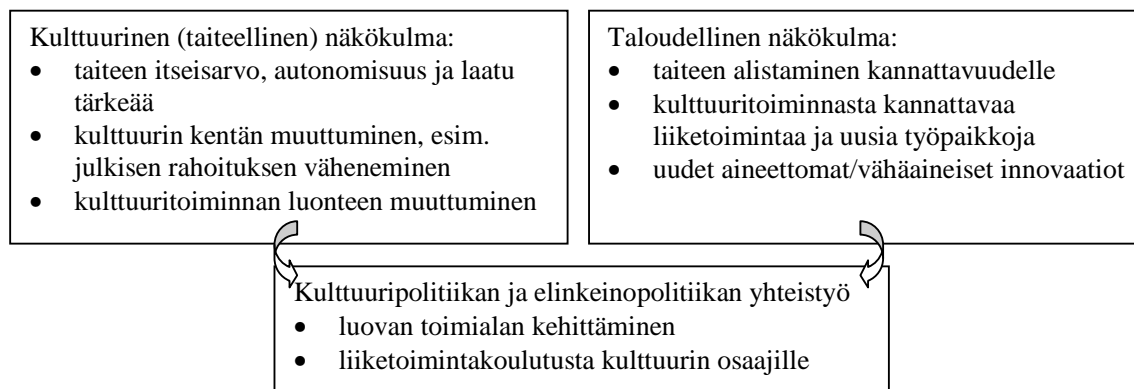 Kulttuurinen (taiteellinen) näkökulma:
• taiteen itseisarvo, autonomisuus ja laatu
tärkeää
• kulttuurin kentän muuttuminen, esim.
julkisen rahoituksen väheneminen
• kulttuuritoiminnan luonteen muuttuminen
Taloudellinen näkökulma:
• taiteen alistaminen kannattavuudelle
• kulttuuritoiminnasta kannattavaa
liiketoimintaa ja uusia työpaikkoja
• uudet aineettomat/vähäaineiset innovaatiot
Kulttuuripolitiikan ja elinkeinopolitiikan yhteistyö
• luovan toimialan kehittäminen
• liiketoimintakoulutusta kulttuurin osaajille